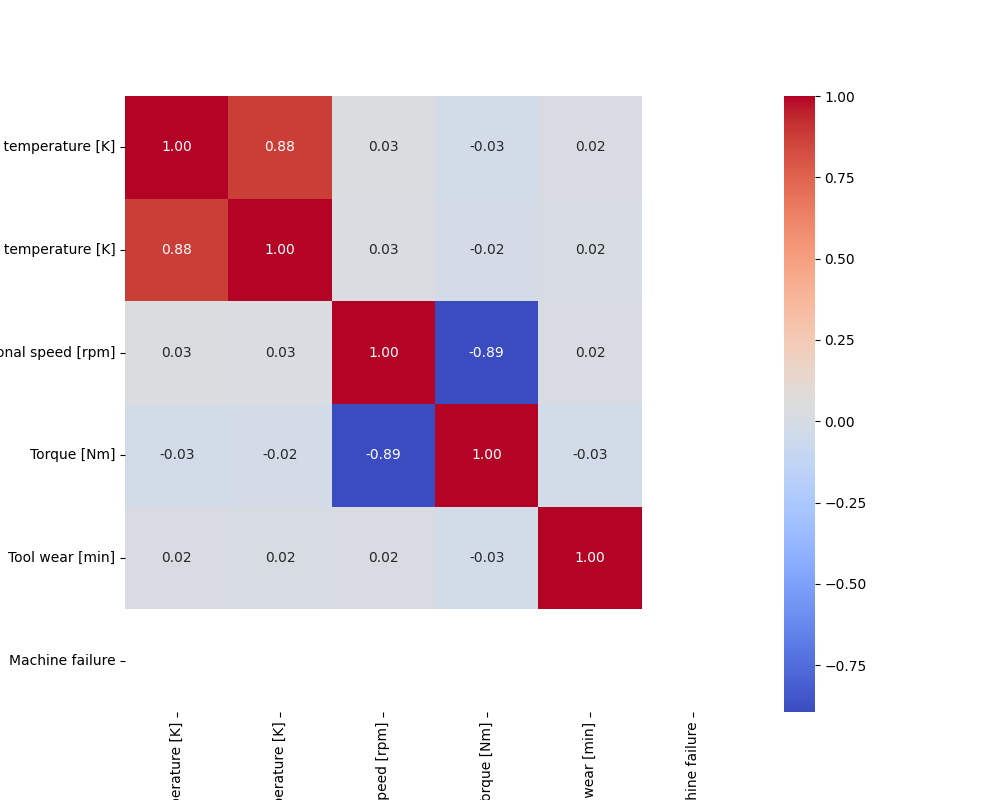 temperature [K] 1.00 0.88 0.03 -0.03 0.02
temperature [K] 0.88 1.00 0.03 -0.02 0.02
onal speed [rpm] 0.03 0.03 1.00 -0.89 0.02
Torque [Nm] -0.03 -0.02 -0.89 1.00 -0.03
Tool wear [min] 0.02 0.02 0.02 -0.03 1.00
Machine failure
perature [K]
perature [K]
peed [rpm]
orque [Nm]
wear [min]
hine failure
1.00
0.75
0.50
0.25
0.00
−0.25
−0.50
−0.75